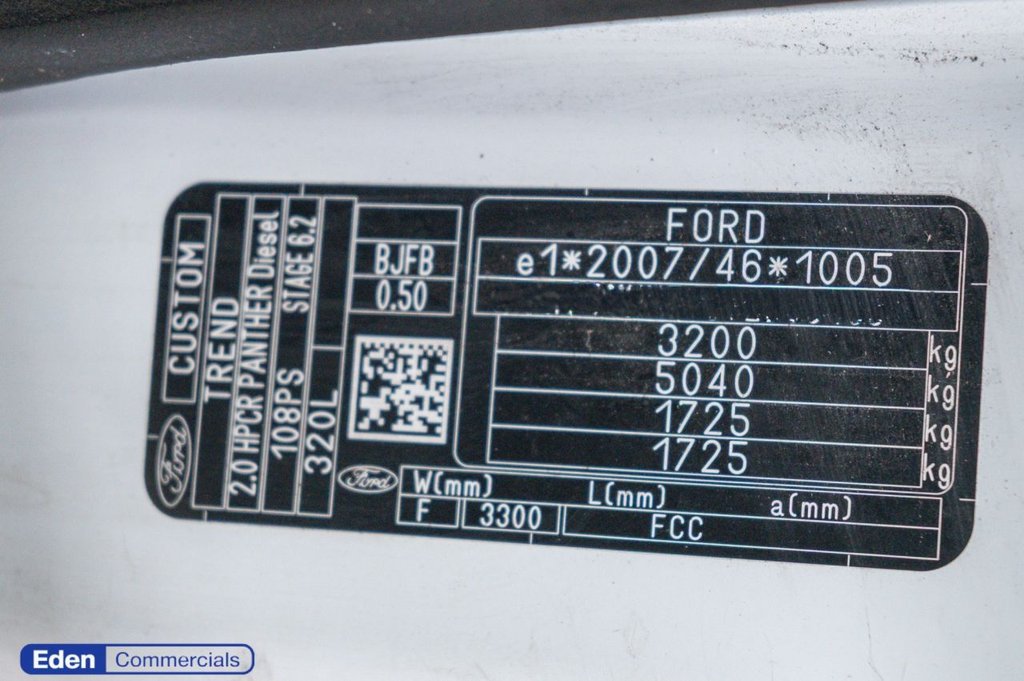 CUSTOM
TREND
2.0 HPCR PANTHER Diesel
108PS STAGE 6.2
320L
Ford
BJFB
0.50
Ford
FORD
e1*2007/46*1005
3200 kg
5040 kg
1725 kg
1725 kg
W(mm) L(mm) a(mm)
F 3300 FCC
Eden Commercials